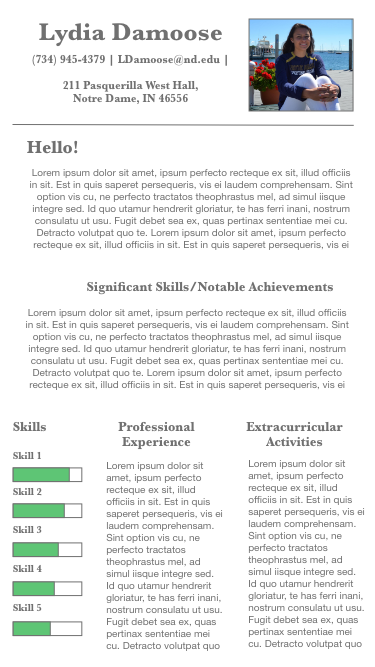 Lydia Damoose
(734) 945-4379 | LDamoose@nd.edu |
211 Pasquerilla West Hall,
Notre Dame, IN 46556
Hello!
Lorem ipsum dolor sit amet, ipsum perfecto recteque ex sit, illud officiis
in sit. Est in quis saperet persequeris, vis ei laudem comprehensam. Sint
option vis cu, ne perfecto tractatos theophrastus mel, ad simul iisque
integre sed. Id quo utamur hendrerit gloriatur, te has ferri inani, nostrum
consulatu ut usu. Fugit debet sea ex, quas pertinax sententiae mei cu.
Detracto volutpat quo te. Lorem ipsum dolor sit amet, ipsum perfecto
recteque ex sit, illud officiis in sit. Est in quis saperet persequeris, vis ei
Significant Skills/Notable Achievements
Lorem ipsum dolor sit amet, ipsum perfecto recteque ex sit, illud officiis
in sit. Est in quis saperet persequeris, vis ei laudem comprehensam. Sint
option vis cu, ne perfecto tractatos theophrastus mel, ad simul iisque
integre sed. Id quo utamur hendrerit gloriatur, te has ferri inani, nostrum
consulatu ut usu. Fugit debet sea ex, quas pertinax sententiae mei cu.
Detracto volutpat quo te. Lorem ipsum dolor sit amet, ipsum perfecto
recteque ex sit, illud officiis in sit. Est in quis saperet persequeris, vis ei
Skills
Skill 1
Skill 2
Skill 3
Skill 4
Skill 5
Professional
Experience
Lorem ipsum dolor sit
amet, ipsum perfecto
recteque ex sit, illud
officiis in sit. Est in quis
saperet persequeris, vis ei
laudem comprehensam.
Sint option vis cu, ne
perfecto tractatos
theophrastus mel, ad
simul iisque integre sed.
Id quo utamur hendrerit
gloriatur, te has ferri inani,
nostrum consulatu ut usu.
Fugit debet sea ex, quas
pertinax sententiae mei
cu. Detracto volutpat quo
Extracurricular
Activities
Lorem ipsum dolor sit
amet, ipsum perfecto
recteque ex sit, illud
officiis in sit. Est in quis
saperet persequeris, vis ei
laudem comprehensam.
Sint option vis cu, ne
perfecto tractatos
theophrastus mel, ad
simul iisque integre sed.
Id quo utamur hendrerit
gloriatur, te has ferri inani,
nostrum consulatu ut usu.
Fugit debet sea ex, quas
pertinax sententiae mei
cu. Detracto volutpat quo